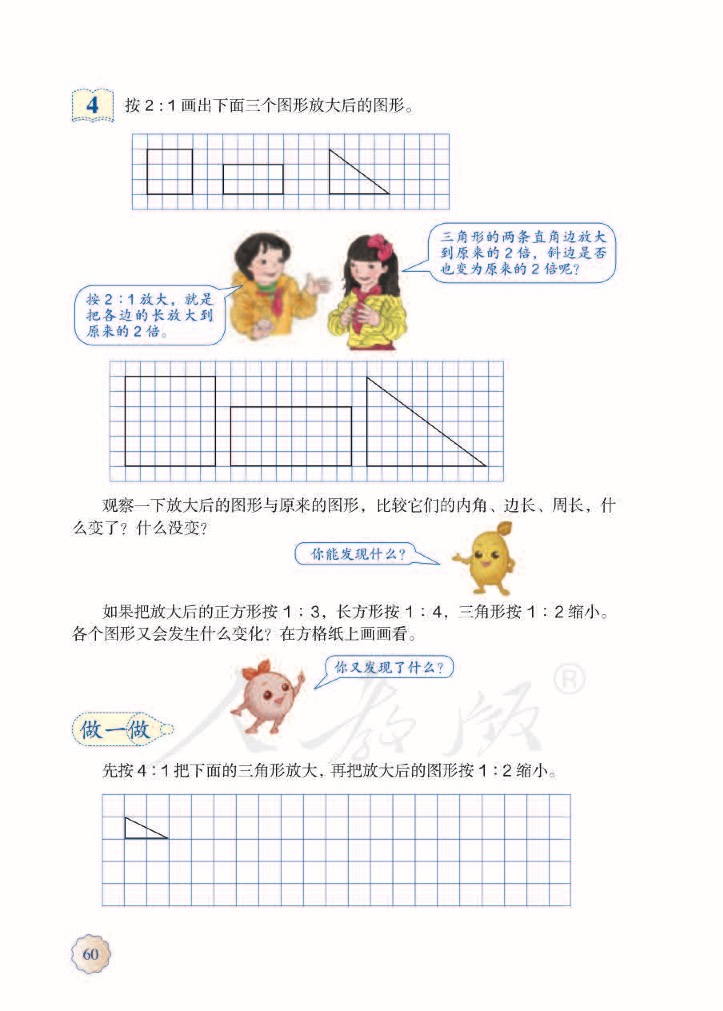 4 按 2 : 1 画出下面三个图形放大后的图形。
三角形的两条直角边放大
到原来的 2 倍，斜边是否
也变为原来的 2 倍呢？
按 2 : 1 放大，就是
把各边的长放大到
原来的 2 倍。
观察一下放大后的图形与原来的图形，比较它们的内角、边长、周长，什
么变了？什么没变？
你能发现什么？
如果把放大后的正方形按 1 : 3，长方形按 1 : 4，三角形按 1 : 2 缩小。
各个图形又会发生什么变化？在方格纸上画画看。
你又发现了什么？
人教版®
做一做
先按 4 : 1 把下面的三角形放大，再把放大后的图形按 1 : 2 缩小。
60